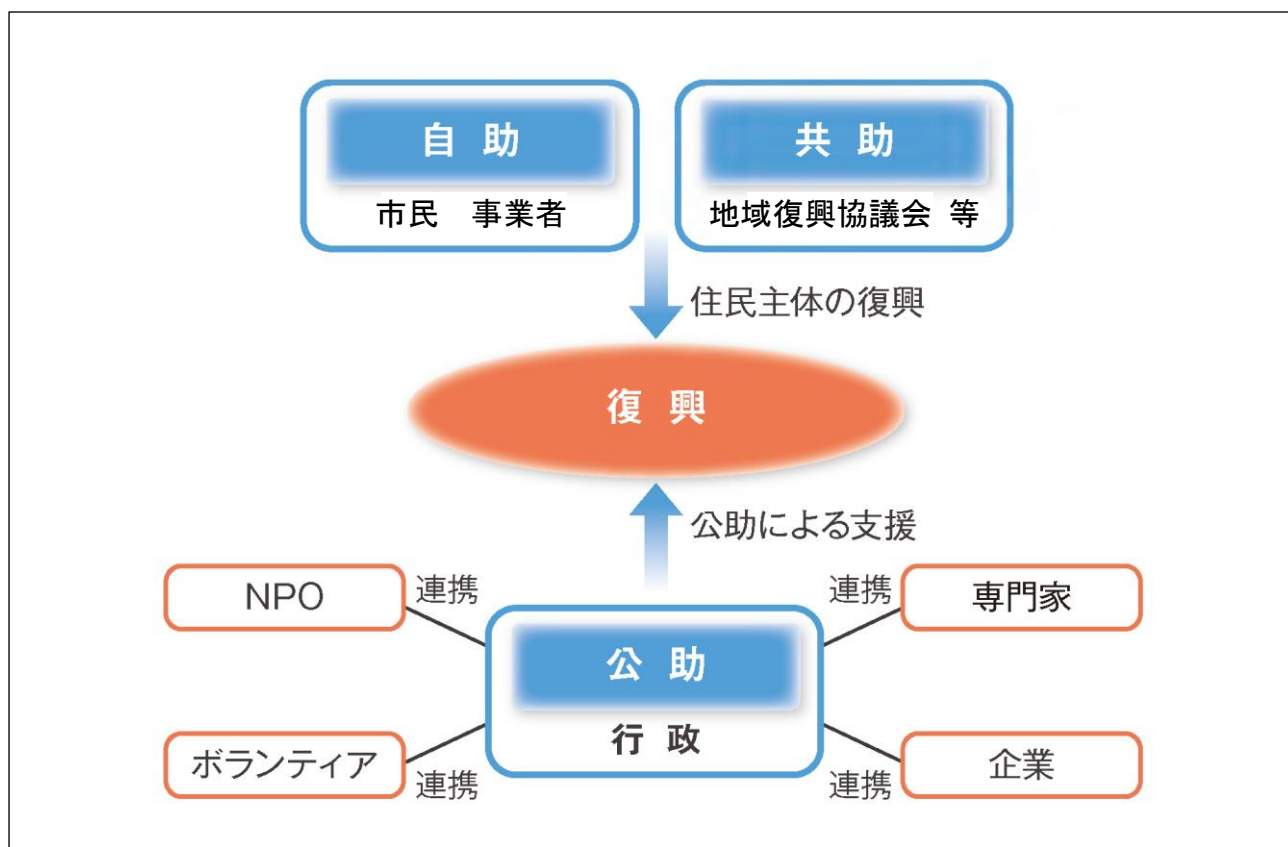 自助
市民　事業者
共助
地域復興協議会 等
住民主体の復興
復興
公助による支援
NPO
連携
連携
専門家
公助
行政
ボランティア
連携
連携
企業